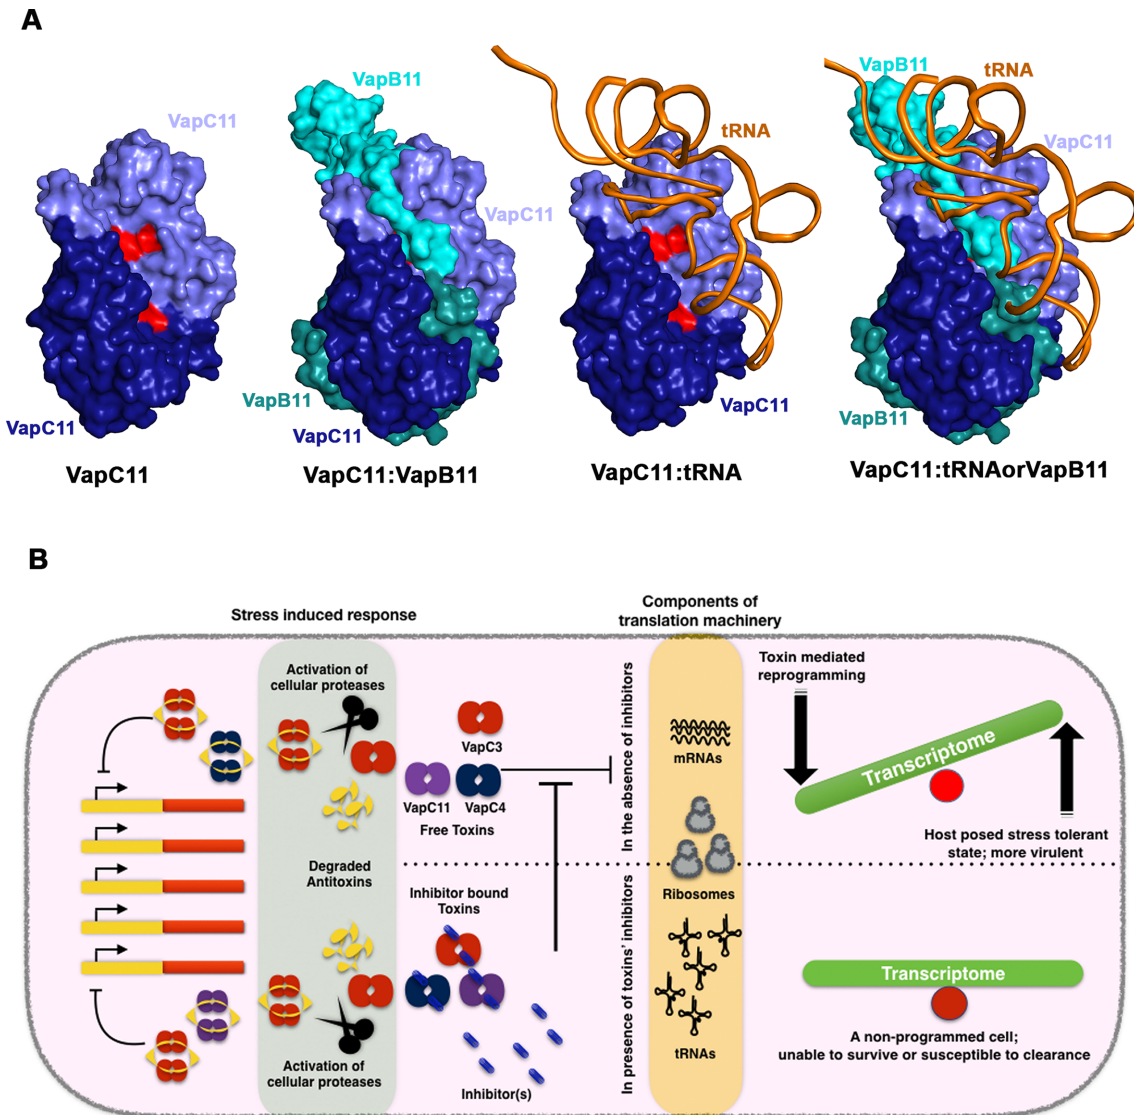 A
VapC11
VapC11
VapC11
VapB11
VapC11
VapB11
VapC11
VapC11:VapB11
tRNA
VapC11
VapC11:tRNA
VapB11
tRNA
VapC11
VapB11
VapC11:tRNAorVapB11
B
Stress induced response
Components of
translation machinery
Activation of
cellular proteases
Degraded
Antitoxins
Activation of
cellular proteases
VapC3
VapC11
VapC4
Free Toxins
Inhibitor bound
Toxins
Inhibitor(s)
In the absence of inhibitors
In presence of toxins' inhibitors
mRNAs
Ribosomes
tRNAs
Toxin mediated
reprogramming
Transcriptome
Host posed stress tolerant
state; more virulent
Transcriptome
A non-programmed cell;
unable to survive or susceptible to clearance